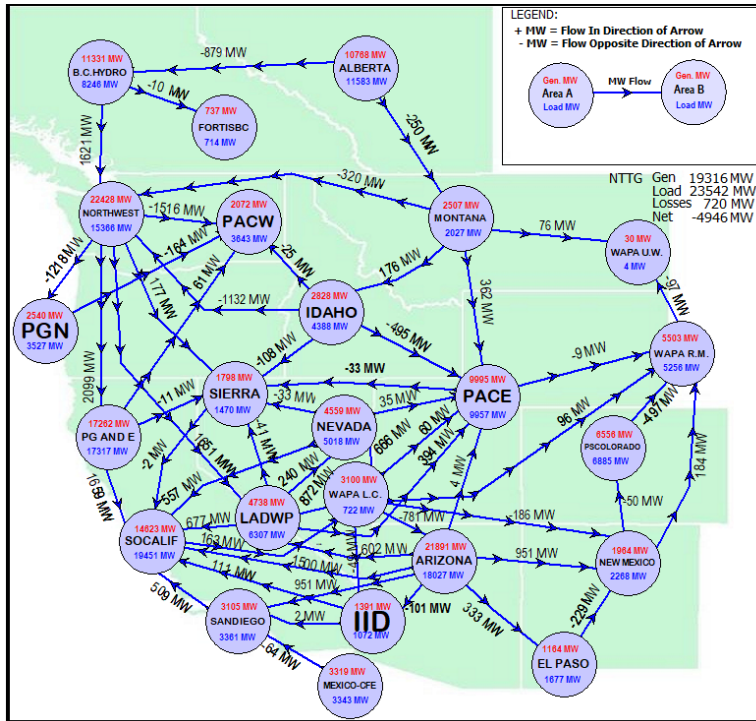 LEGEND:
+ MW = Flow In Direction of Arrow
- MW = Flow Opposite Direction of Arrow
Gen. MW
Area A
Load MW
MW Flow
Gen. MW
Area B
Load MW
NTTG Gen 19316 MW
Load 23542 MW
Losses 720 MW
Net -4946 MW
11331 MW
B.C.HYDRO
8246 MW
-879 MW
10768 MW
ALBERTA
11583 MW
-10 MW
737 MW
FORTISBC
714 MW
-250 MW
1621 MW
-320 MW
22428 MW
NORTHWEST
15366 MW
-1516 MW
2072 MW
PACW
3643 MW
2507 MW
MONTANA
2027 MW
76 MW
30 MW
WAPA U.W.
4 MW
-1218 MW
-164 MW
61 MW
177 MW
-25 MW
176 MW
362 MW
-97 MW
-1132 MW
2828 MW
IDAHO
4388 MW
2540 MW
PGN
3527 MW
-495 MW
-108 MW
-9 MW
5503 MW
WAPA R.M.
5256 MW
2099 MW
-33 MW
1798 MW
SIERRA
1470 MW
9995 MW
PACE
9957 MW
-11 MW
-33 MW
35 MW
4559 MW
NEVADA
5018 MW
17262 MW
PG AND E
17317 MW
-2 MW
-41 MW
666 MW
60 MW
394 MW
96 MW
-497 MW
6556 MW
PSCOLORADO
6885 MW
184 MW
1659 MW
1651 MW
-557 MW
240 MW
872 MW
3100 MW
WAPA L.C.
722 MW
4 MW
-50 MW
4738 MW
LADWP
6307 MW
-186 MW
14623 MW
SOCALIF
19451 MW
677 MW
163 MW
-781 MW
-602 MW
-1500 MW
21891 MW
ARIZONA
18027 MW
951 MW
1964 MW
NEW MEXICO
2268 MW
111 MW
951 MW
-101 MW
333 MW
-229 MW
509 MW
3105 MW
SANDIEGO
3361 MW
2 MW
1391 MW
IID
1072 MW
-64 MW
3319 MW
MEXICO-CFE
3343 MW
1164 MW
EL PASO
1677 MW